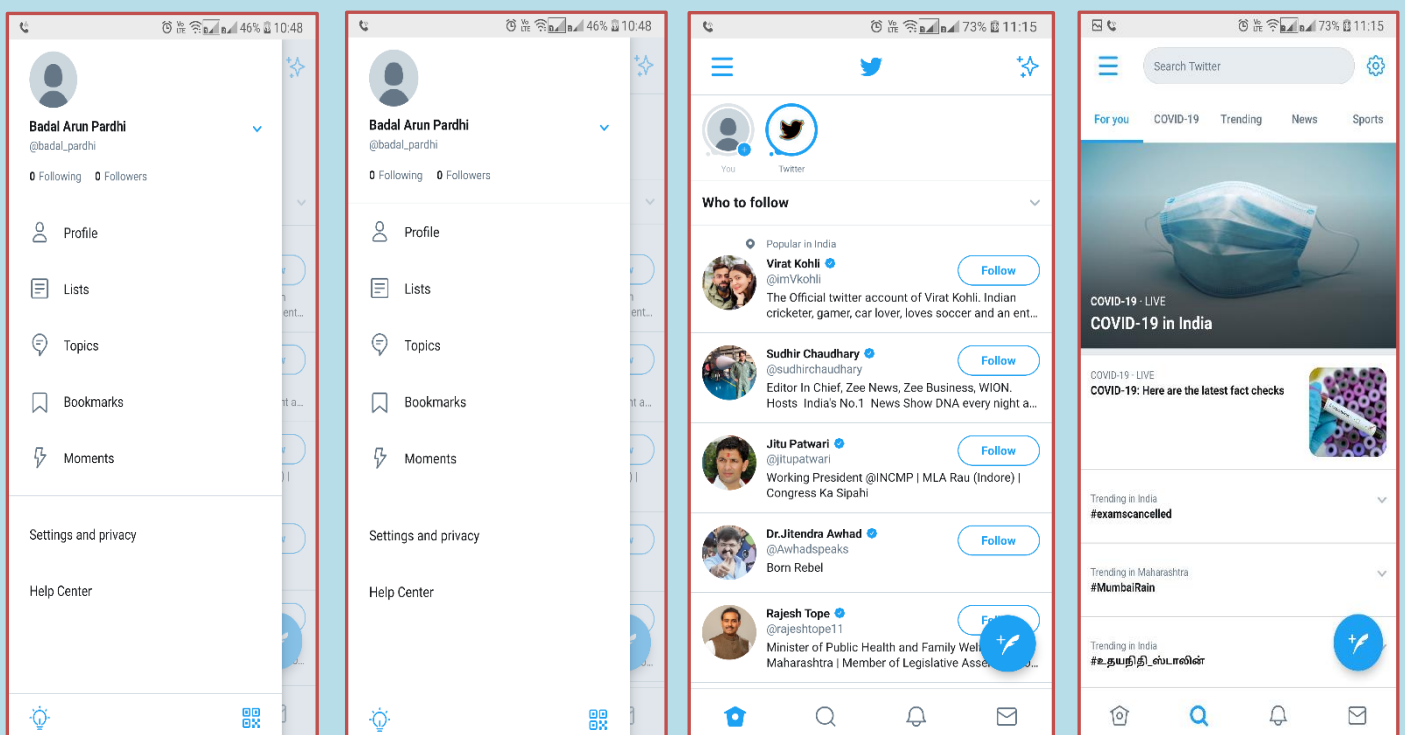 46% 10:48
Badal Arun Pardhi
@badal_pardhi
0 Following 0 Followers
Profile
Lists
Topics
Bookmarks
Moments
Settings and privacy
Help Center
46% 10:48
Badal Arun Pardhi
@badal_pardhi
0 Following 0 Followers
Profile
Lists
Topics
Bookmarks
Moments
Settings and privacy
Help Center
73% 11:15
You
Twitter
Who to follow
Popular in India
Virat Kohli
@imVkohli
Follow
The Official twitter account of Virat Kohli. Indian
cricketer, gamer, car lover, loves soccer and an ent...
Sudhir Chaudhary
@sudhirchaudhary
Follow
Editor In Chief, Zee News, Zee Business, WION.
Hosts India's No.1 News Show DNA every night a...
Jitu Patwari
@jitupatwari
Follow
Working President @INCMP | MLA Rau (Indore) |
Congress Ka Sipahi
Dr.Jitendra Awhad
@Awhadspeaks
Follow
Born Rebel
Rajesh Tope
@rajeshtope11
Minister of Public Health and Family
Maharashtra | Member of Legislative
73% 11:15
Search Twitter
For you COVID-19 Trending News Sports
COVID-19 · LIVE
COVID-19 in India
COVID-19 · LIVE
COVID-19: Here are the latest fact checks
Trending in India
#examscancelled
Trending in Maharashtra
#MumbaiRain
Trending in India
#உதயநிதி_ஸ்டாலின்